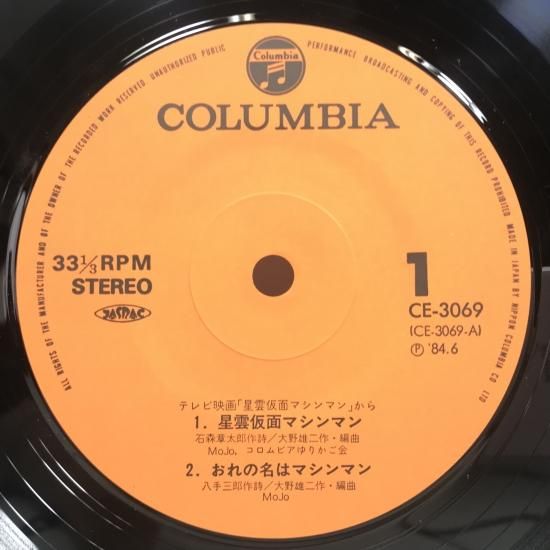 ALL RIGHTS OF THE MANUFACTURER AND OF THE OWNER OF THE RECORDED WORK RESERVED. UNAUTHORIZED PUBLIC PERFORMANCE BROADCASTING AND COPYING OF THIS RECORD PROHIBITED MADE IN JAPAN BY NIPPON COLUMBIA CO LTD
Columbia
COLUMBIA
33⅓RPM
STEREO
JASRAC
1
CE-3069
(CE-3069-A)
Ⓟ '84.6
テレビ映画「星雲仮面マシンマン」から
1. 星雲仮面マシンマン
石森章太郎作詩/大野雄二作・編曲
MoJo, コロムビアゆりかご会
2. おれの名はマシンマン
八手三郎作詩/大野雄二作・編曲
MoJo